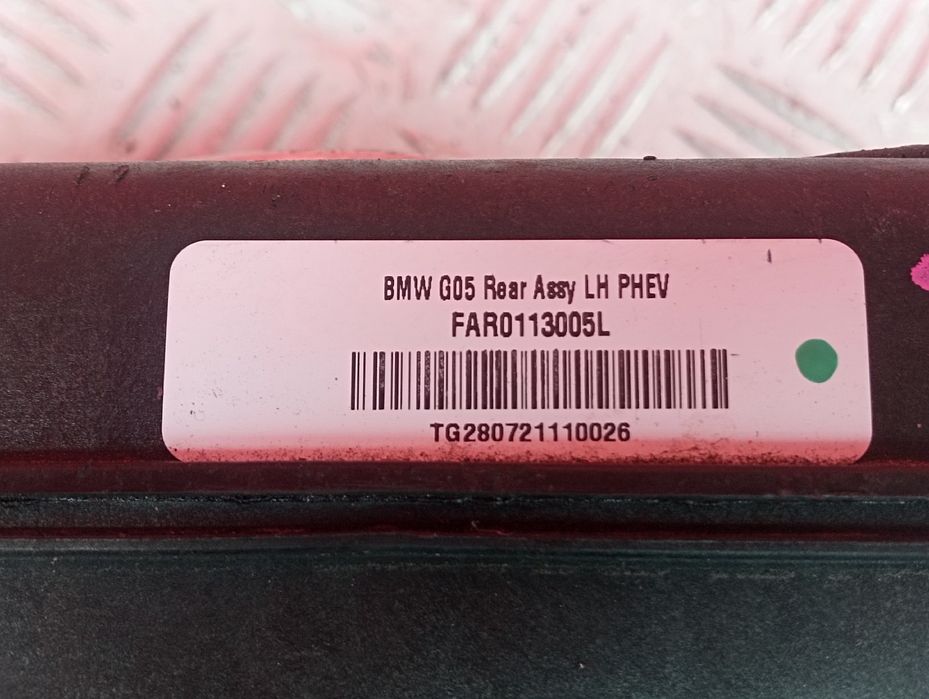 BMW G05 Rear Assy LH PHEV
FAR0113005L
TG280721110026